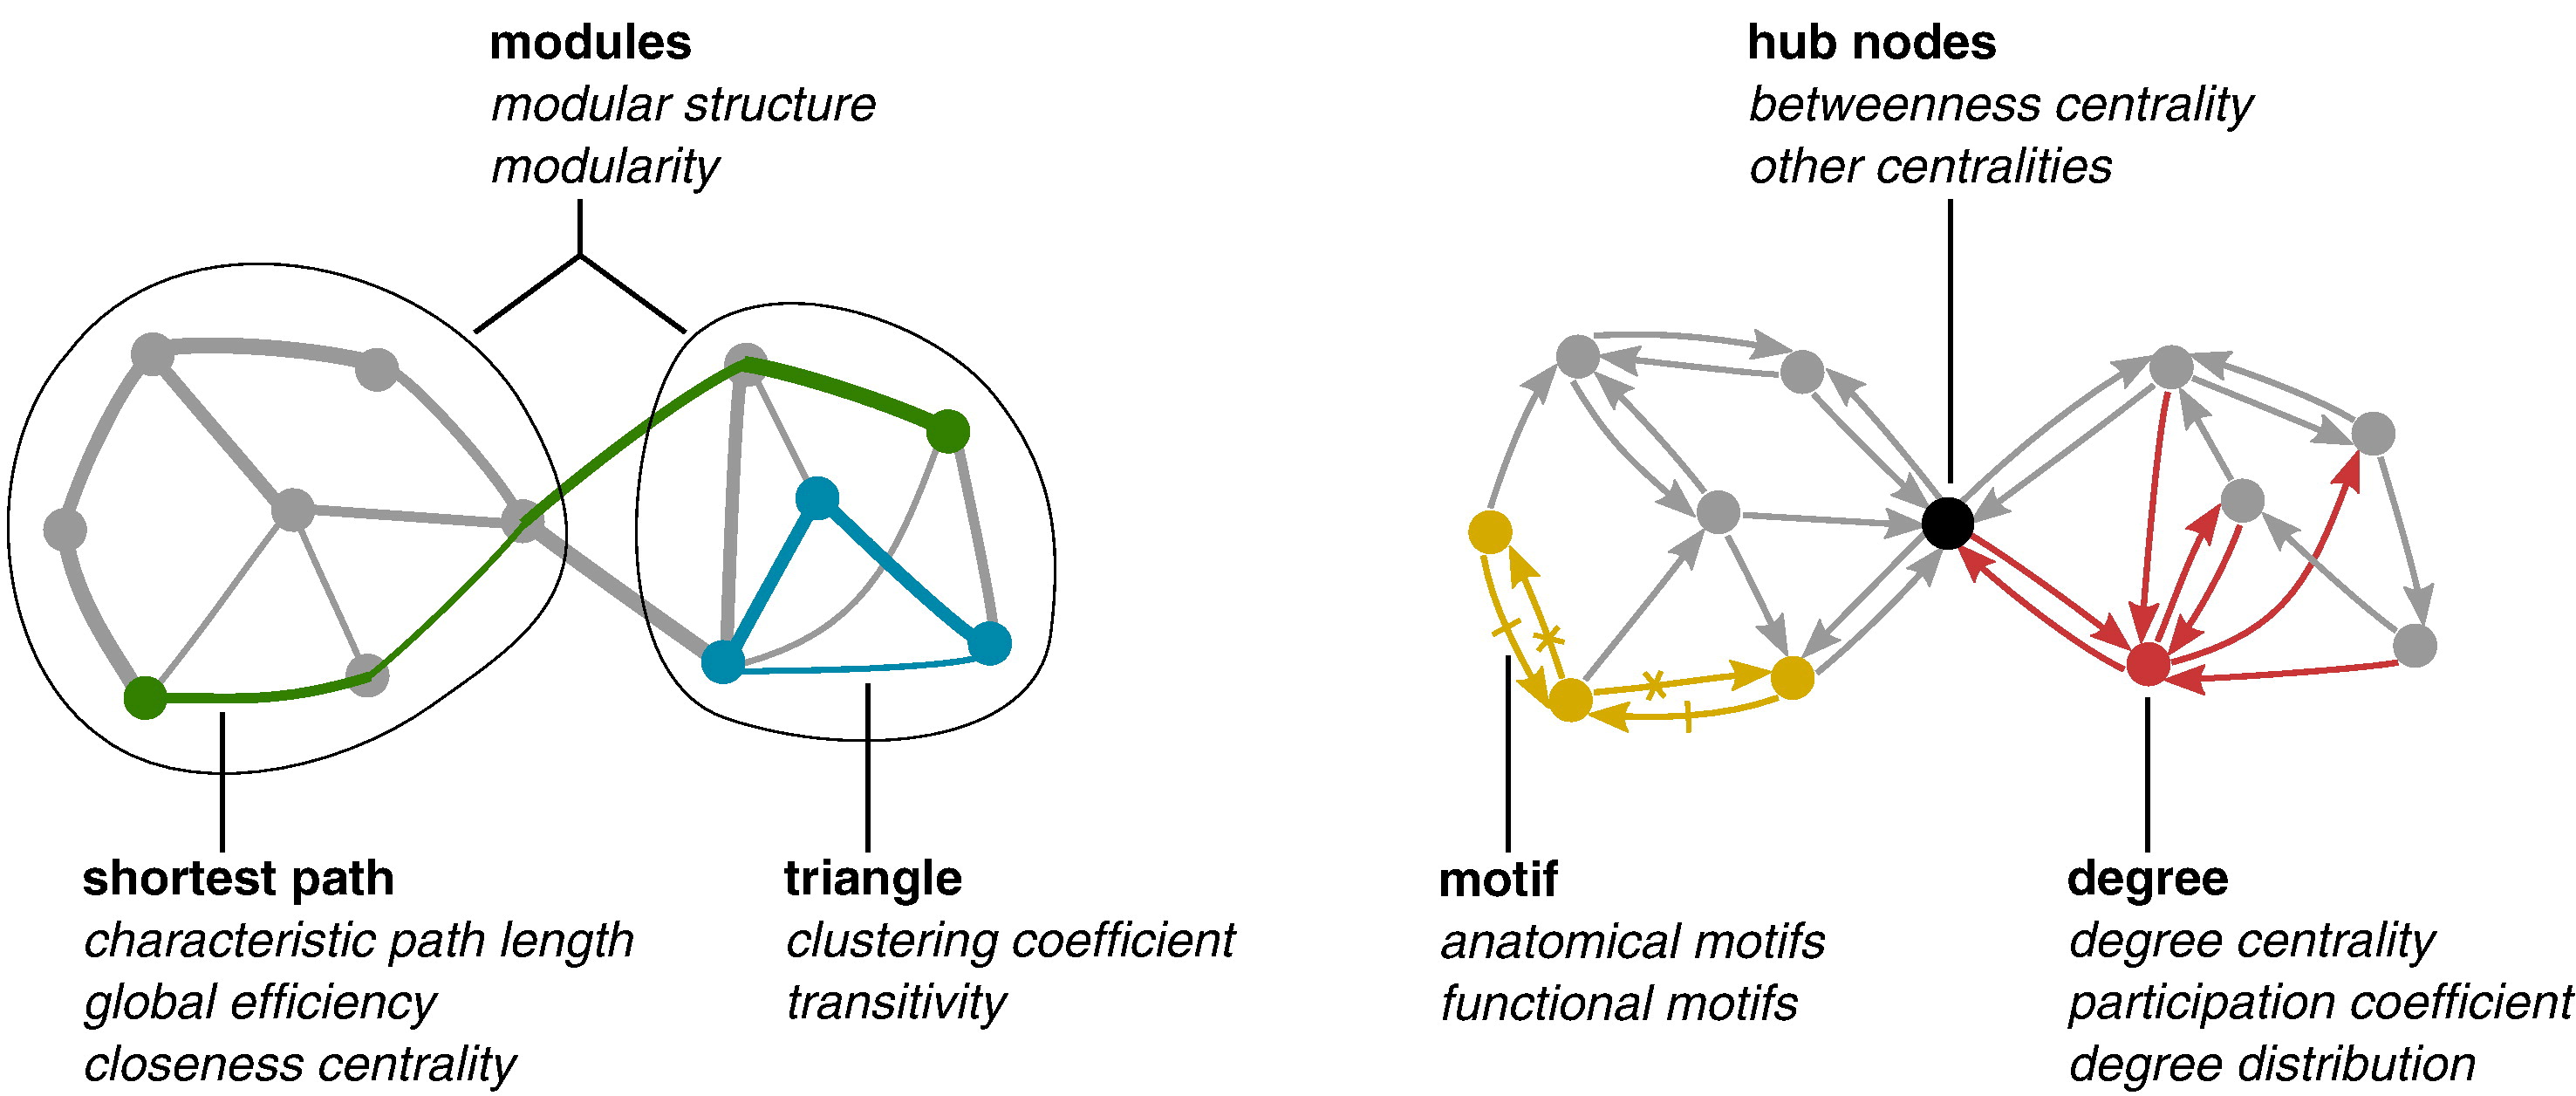 modules
modular structure
modularity
hub nodes
betweenness centrality
other centralities
shortest path
characteristic path length
global efficiency
closeness centrality
triangle
clustering coefficient
transitivity
motif
anatomical motifs
functional motifs
degree
degree centrality
participation coefficient
degree distribution